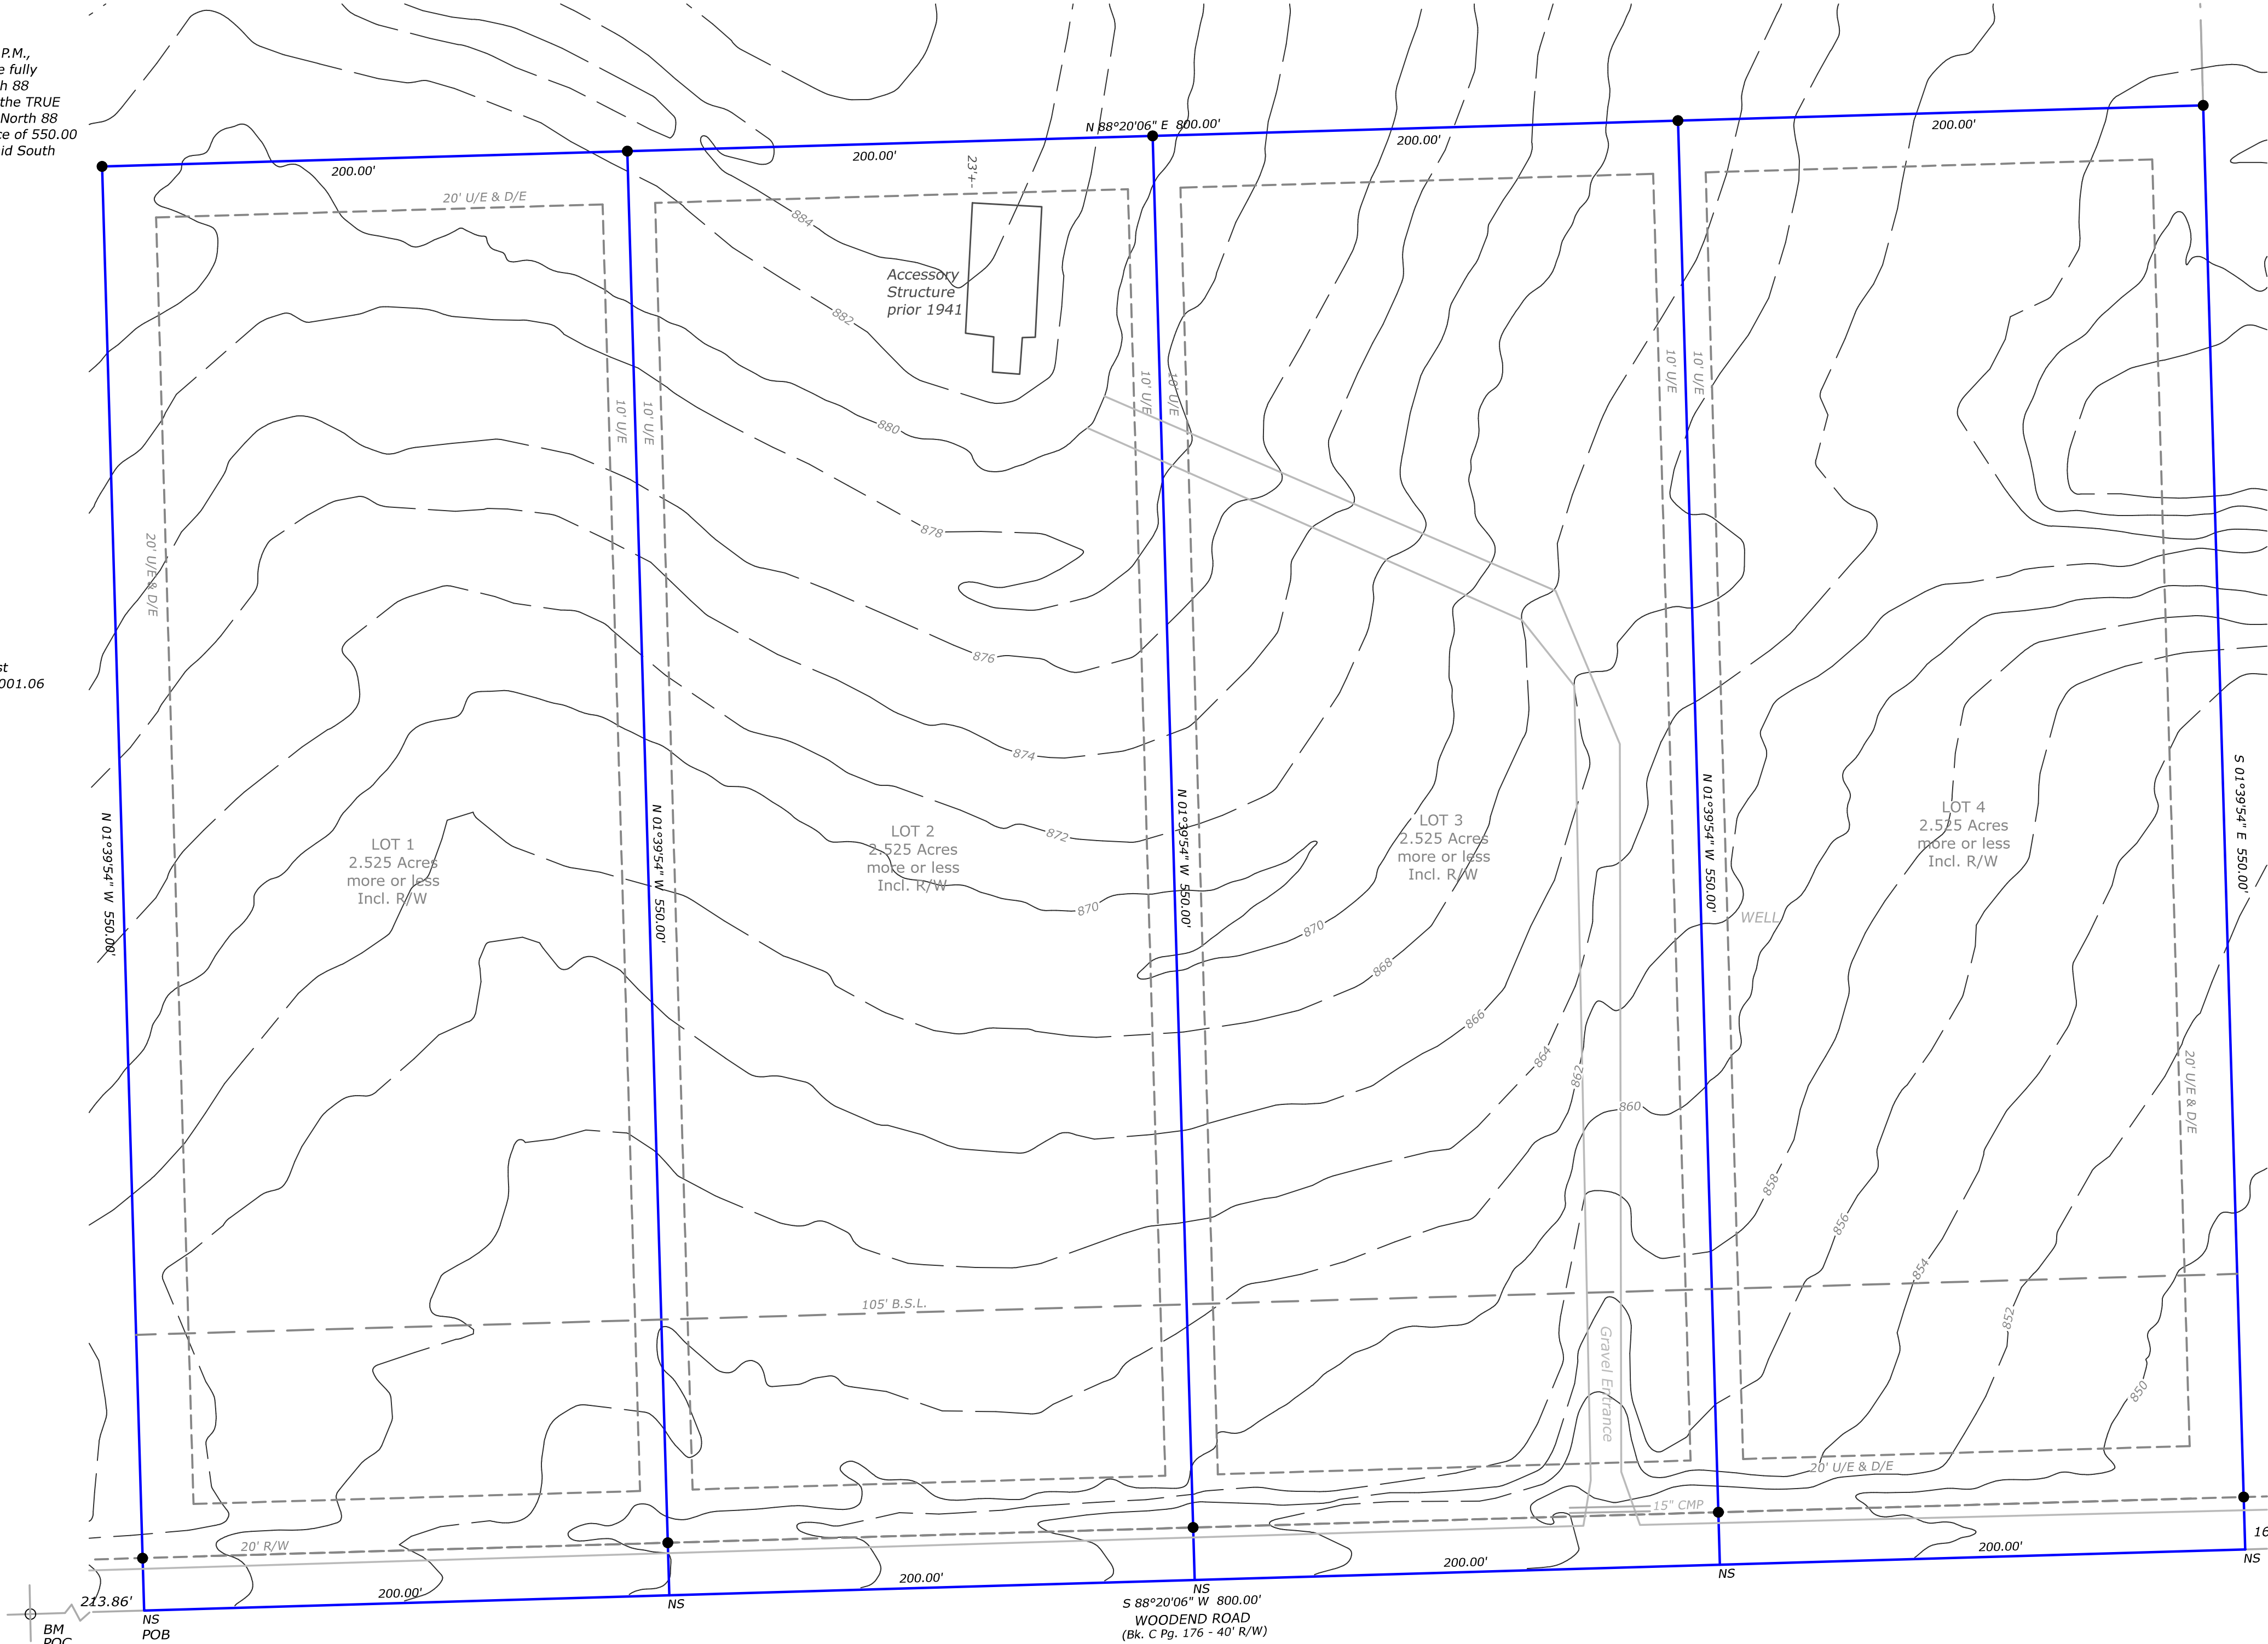 P.M.,
e fully
h 88
the TRUE
North 88
ce of 550.00
id South
st
001.06
N 88°20'06" E 800.00'
200.00'
200.00'
200.00'
200.00'
20' U/E & D/E
23'+-
884
Accessory
Structure
prior 1941
882
10' U/E
10' U/E
10' U/E
10' U/E
10' U/E
10' U/E
880
878
20' U/E & D/E
876
874
872
870
870
868
866
864
862
860
858
856
854
852
850
N 01°39'54" W 550.00'
N 01°39'54" W 550.00'
N 01°39'54" W 550.00'
N 01°39'54" W 550.00'
S 01°39'54" E 550.00'
LOT 1
2.525 Acres
more or less
Incl. R/W
LOT 2
2.525 Acres
more or less
Incl. R/W
LOT 3
2.525 Acres
more or less
Incl. R/W
LOT 4
2.525 Acres
more or less
Incl. R/W
WELL
20' U/E & D/E
105' B.S.L.
Gravel Entrance
20' U/E & D/E
15" CMP
20' R/W
16
213.86'
200.00'
200.00'
200.00'
200.00'
NS
POB
NS
NS
NS
NS
BM
POC
S 88°20'06" W 800.00'
WOODEND ROAD
(Bk. C Pg. 176 - 40' R/W)